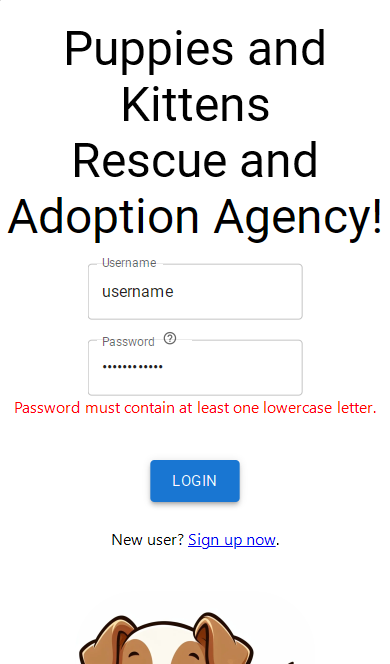 Puppies and
Kittens
Rescue and
Adoption Agency!
Username
username
Password
••••••••••••
Password must contain at least one lowercase letter.
LOGIN
New user? Sign up now.